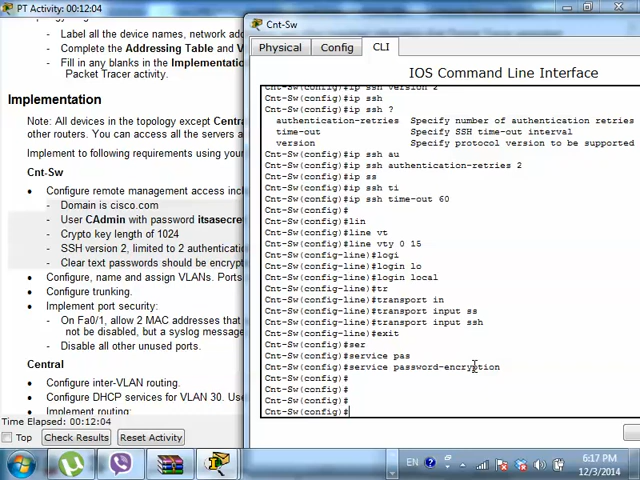 PT Activity: 00:12:04
Label all the device names, network add
Complete the Addressing Table and V
Fill in any blanks in the Implementation
Packet Tracer activity.
Implementation
Note: All devices in the topology except Centra
other routers. You can access all the servers a
Implement to following requirements using you
Cnt-Sw
Configure remote management access incl
Domain is cisco.com
User CAdmin with password itsasecre
Crypto key length of 1024
SSH version 2, limited to 2 authenticatio
Clear text passwords should be encrypt
Configure, name and assign VLANs. Ports
Configure trunking.
Implement port security:
On Fa0/1, allow 2 MAC addresses that
not be disabled, but a syslog message
Disable all other unused ports.
Central
Configure inter-VLAN routing.
Configure DHCP services for VLAN 30. Use
Implement routing:
Time Elapsed: 00:12:04
Top
Check Results
Reset Activity
Cnt-Sw
Physical
Config
CLI
IOS Command Line Interface
Cnt-Sw(config)#ip ssh version 2
Cnt-Sw(config)#ip ssh
Cnt-Sw(config)#ip ssh ?
authentication-retries Specify number of authentication retries
time-out Specify SSH time-out interval
version Specify protocol version to be supported
Cnt-Sw(config)#ip ssh au
Cnt-Sw(config)#ip ssh authentication-retries 2
Cnt-Sw(config)#ip ss
Cnt-Sw(config)#ip ssh ti
Cnt-Sw(config)#ip ssh time-out 60
Cnt-Sw(config)#
Cnt-Sw(config)#lin
Cnt-Sw(config)#line vt
Cnt-Sw(config)#line vty 0 15
Cnt-Sw(config-line)#logi
Cnt-Sw(config-line)#login lo
Cnt-Sw(config-line)#login local
Cnt-Sw(config-line)#tr
Cnt-Sw(config-line)#transport in
Cnt-Sw(config-line)#transport input ss
Cnt-Sw(config-line)#transport input ssh
Cnt-Sw(config-line)#exit
Cnt-Sw(config)#ser
Cnt-Sw(config)#service pas
Cnt-Sw(config)#service password-encryption
Cnt-Sw(config)#
Cnt-Sw(config)#
Cnt-Sw(config)#
Cnt-Sw(config)#
EN
6:17 PM
12/3/2014